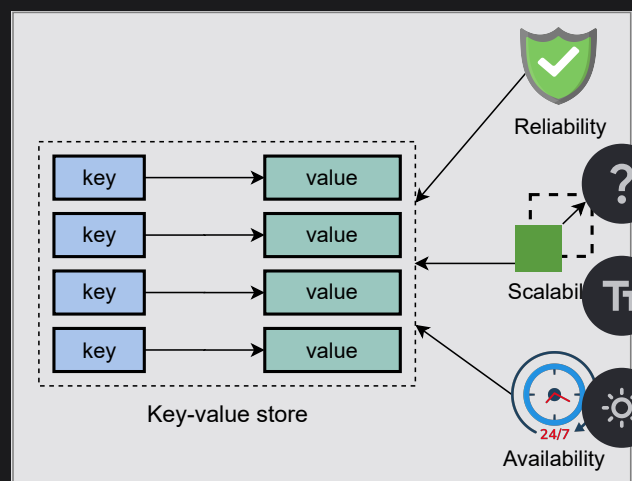 Reliability
key value
key value
Scalabil
key value
key value
24/7
Key-value store
Availability
?